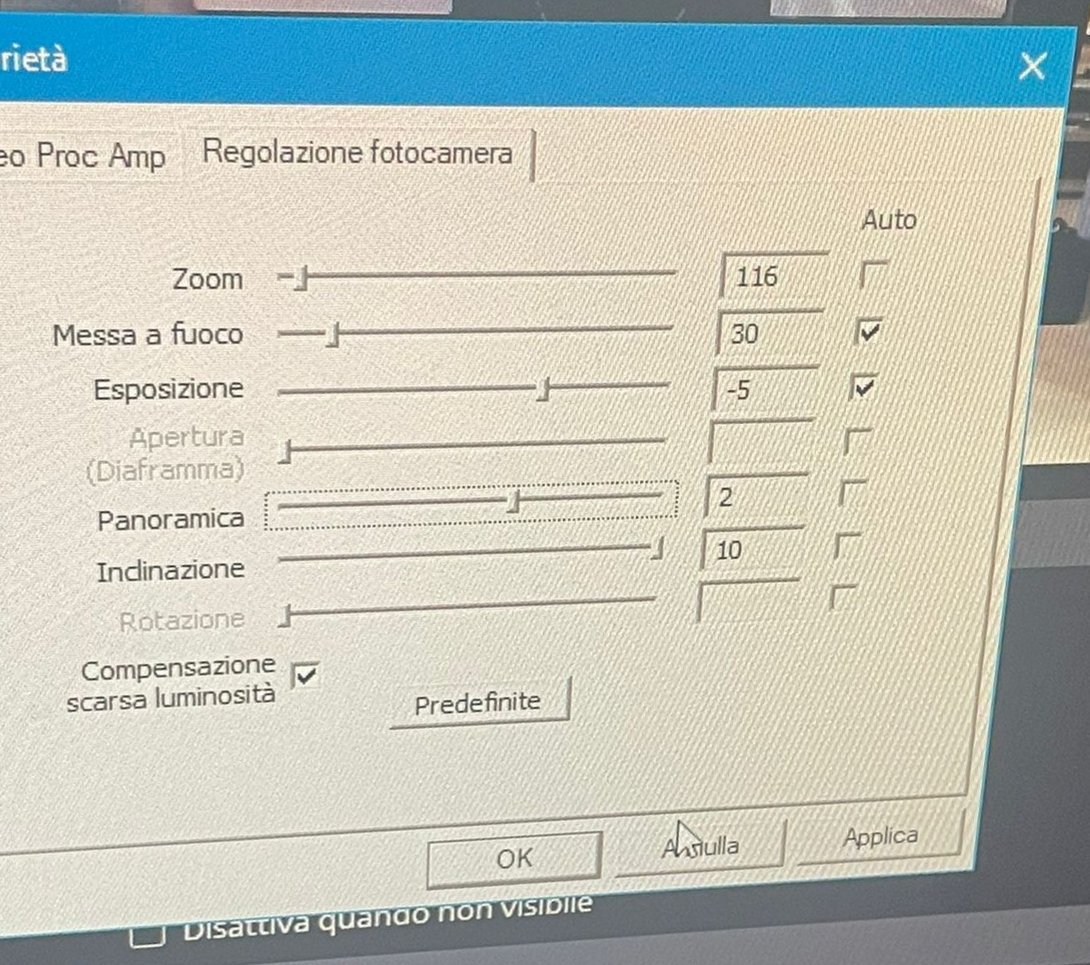 rietà
eo Proc Amp
Regolazione fotocamera
Auto
Zoom 116
Messa a fuoco 30
Esposizione -5
Apertura
(Diaframma)
Panoramica 2
Inclinazione 10
Rotazione
Compensazione
scarsa luminosità
Predefinite
OK Annulla Applica
Disattiva quando non visibile